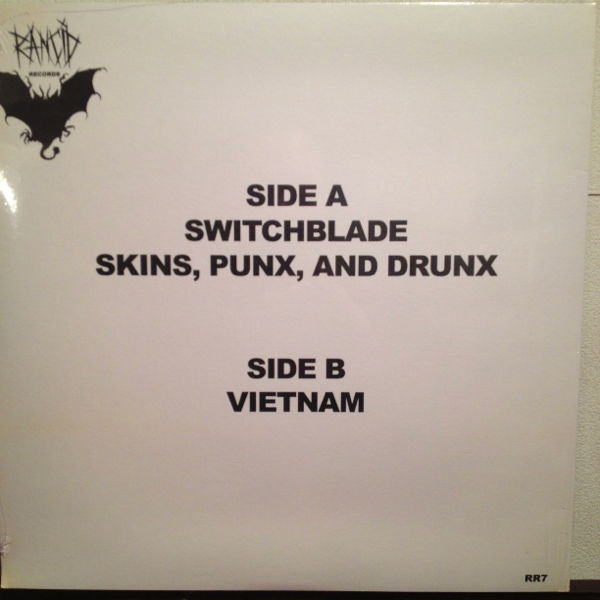 RANCID
RECORDS
SIDE A
SWITCHBLADE
SKINS, PUNX, AND DRUNX
SIDE B
VIETNAM
RR7